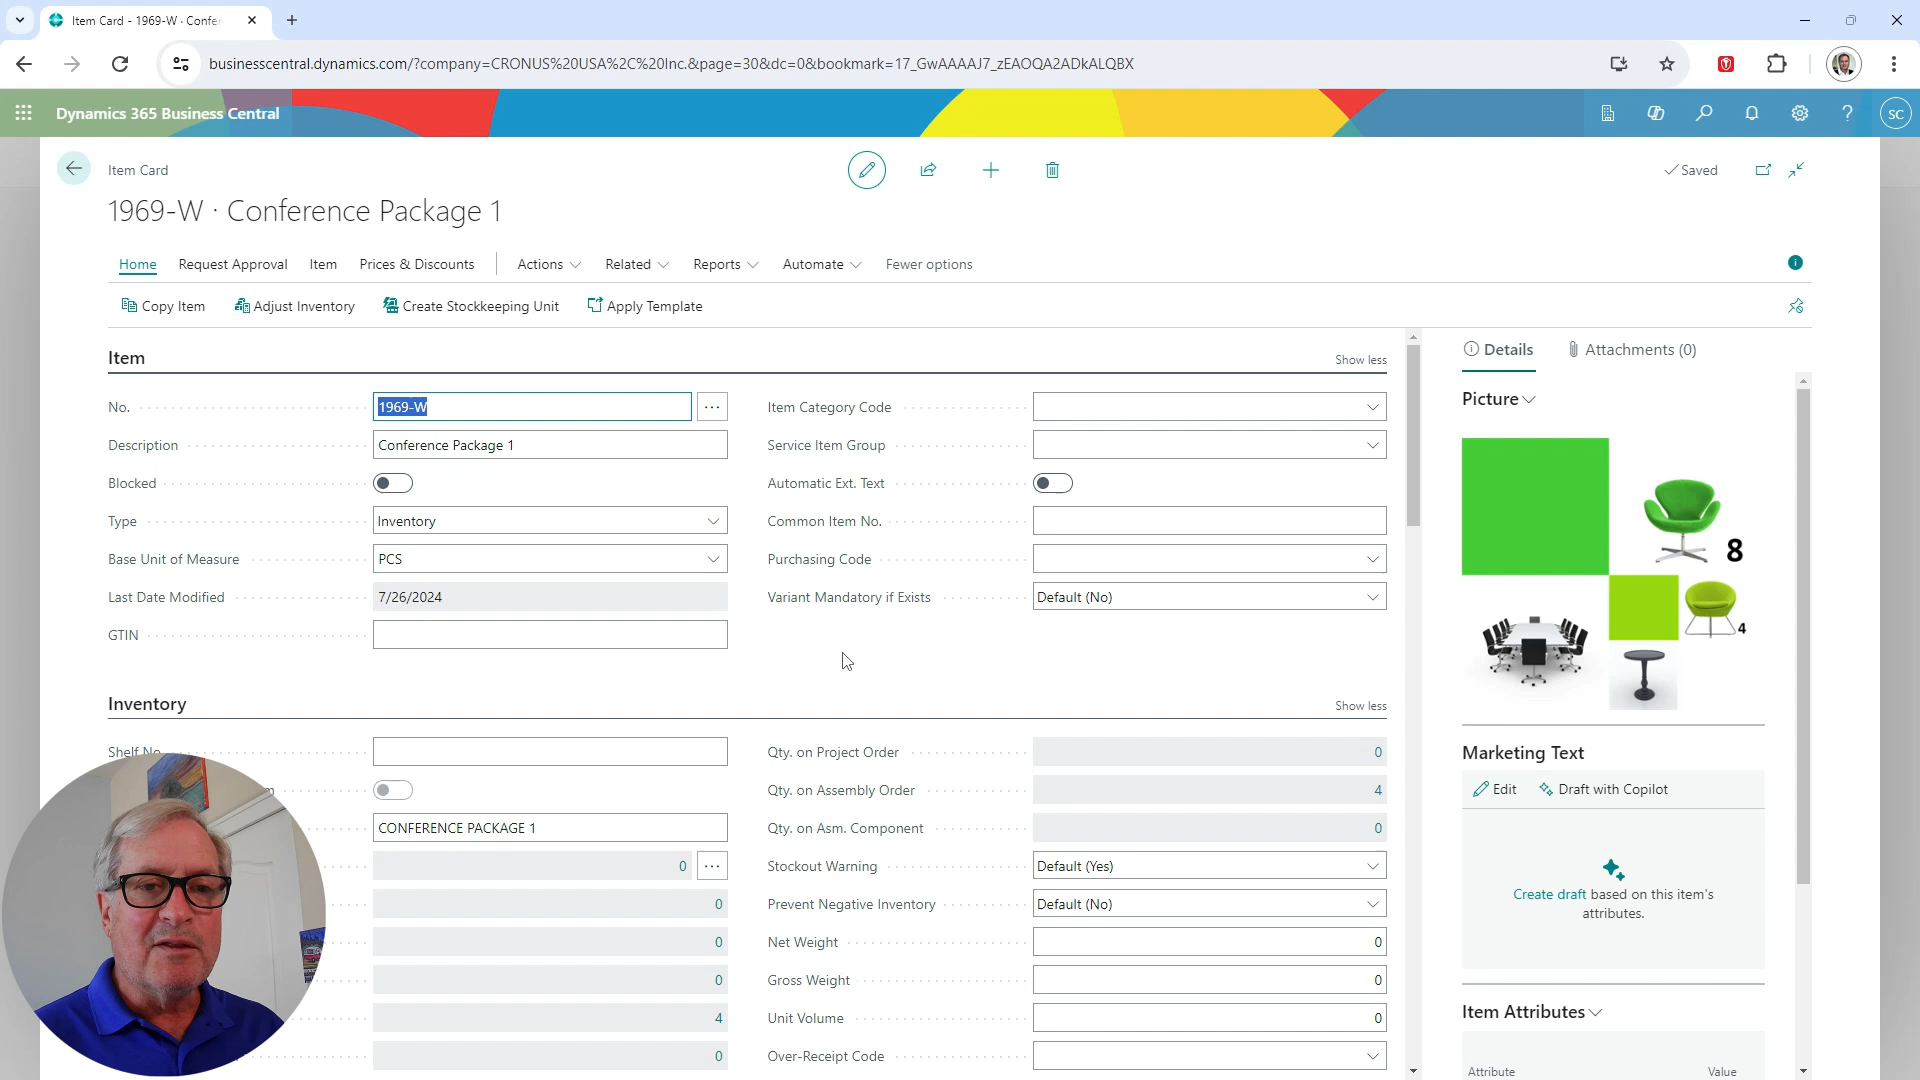 Item Card - 1969-W - Confe
businesscentral.dynamics.com/?company=CRONUS%20USA%2C%20Inc.&page=30&dc=0&bookmark=17_GwAAAAJ7_zEAOQA2ADkALQBX
Dynamics 365 Business Central
SC
Item Card
Saved
1969-W · Conference Package 1
Home Request Approval Item Prices & Discounts Actions Related Reports Automate Fewer options
Copy Item Adjust Inventory Create Stockkeeping Unit Apply Template
Item Show less
No. 1969-W
Description Conference Package 1
Blocked
Type Inventory
Base Unit of Measure PCS
Last Date Modified 7/26/2024
GTIN
Item Category Code
Service Item Group
Automatic Ext. Text
Common Item No.
Purchasing Code
Variant Mandatory if Exists Default (No)
Inventory Show less
Shelf No.
CONFERENCE PACKAGE 1
0
0
0
0
4
0
Qty. on Project Order 0
Qty. on Assembly Order 4
Qty. on Asm. Component 0
Stockout Warning Default (Yes)
Prevent Negative Inventory Default (No)
Net Weight 0
Gross Weight 0
Unit Volume 0
Over-Receipt Code
Details Attachments (0)
Picture
8
4
Marketing Text
Edit Draft with Copilot
Create draft based on this item's
attributes.
Item Attributes
Attribute Value